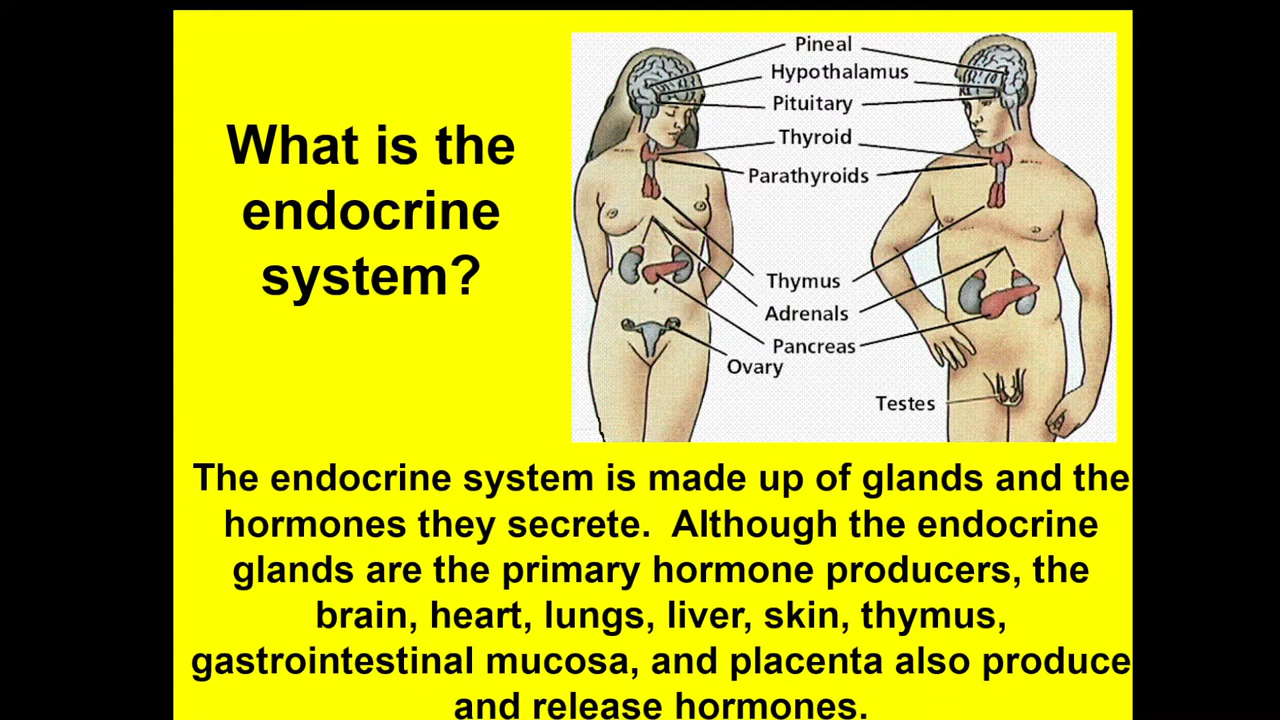 What is the
endocrine
system?
Pineal
Hypothalamus
Pituitary
Thyroid
Parathyroids
Thymus
Adrenals
Pancreas
Ovary
Testes
The endocrine system is made up of glands and the
hormones they secrete.  Although the endocrine
glands are the primary hormone producers, the
brain, heart, lungs, liver, skin, thymus,
gastrointestinal mucosa, and placenta also produce
and release hormones.